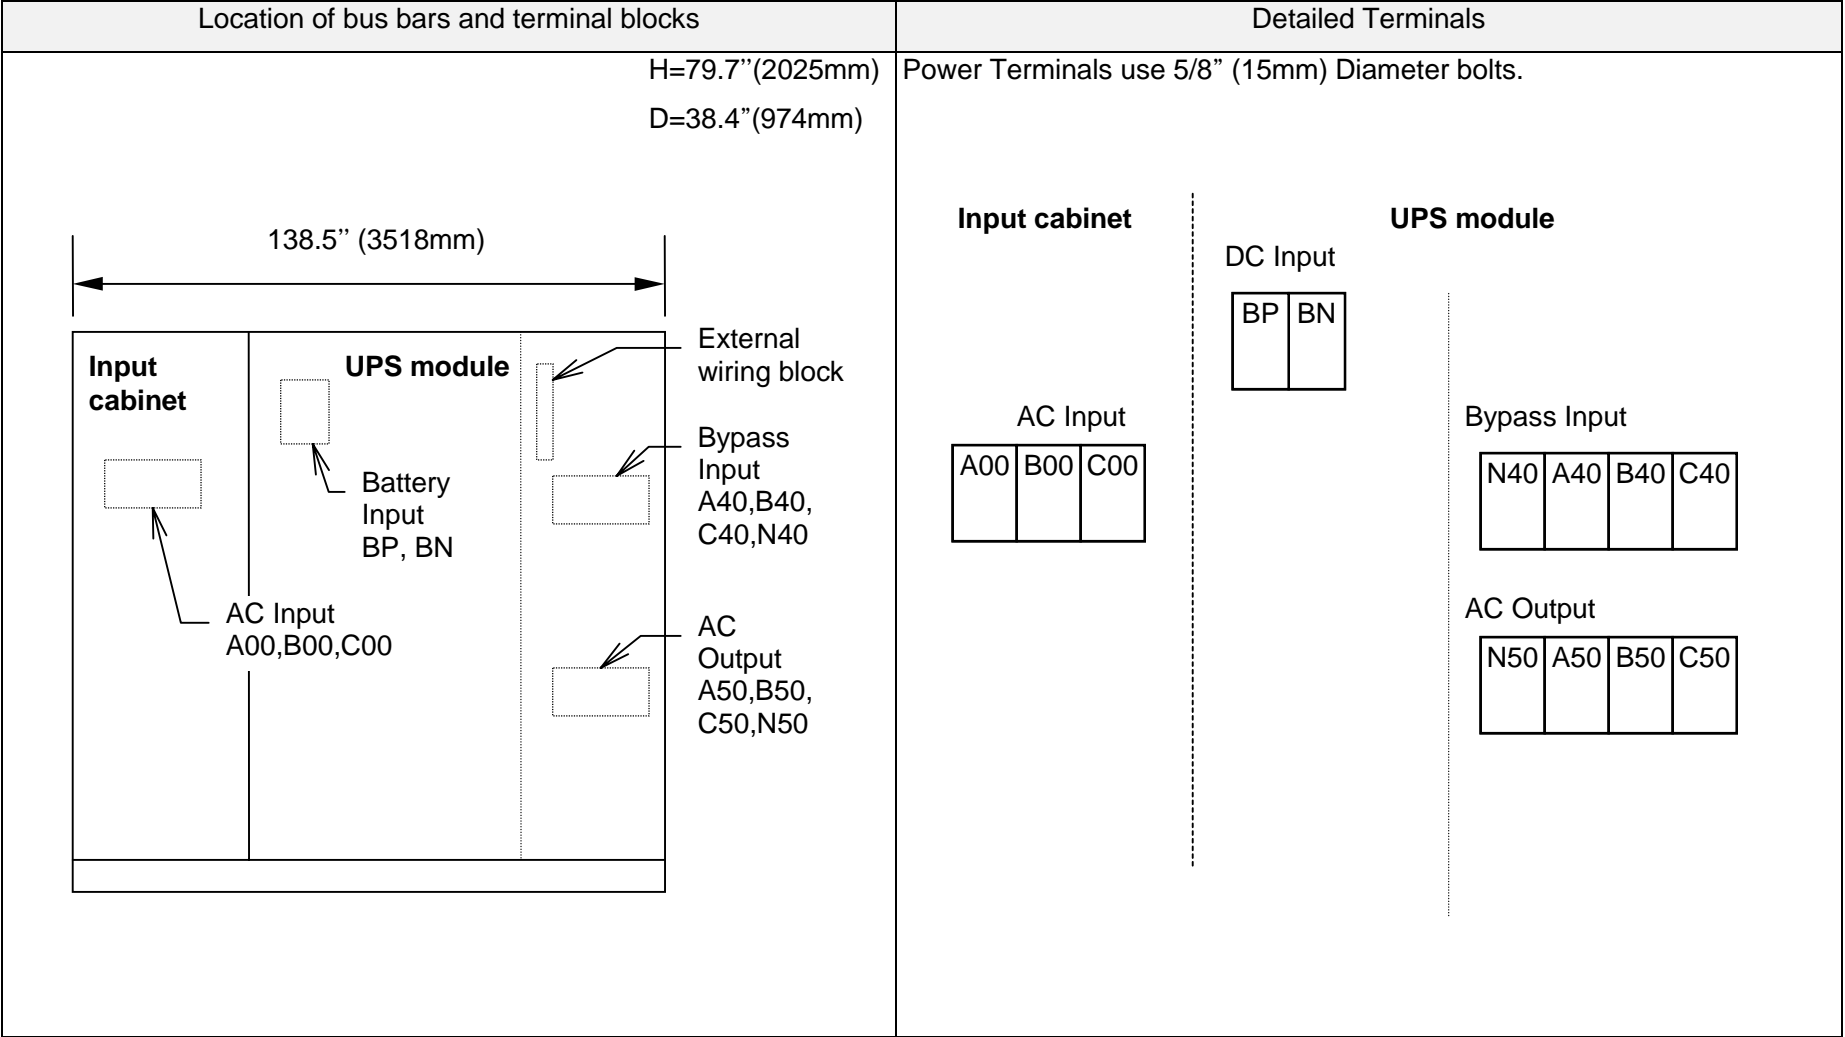 Location of bus bars and terminal blocks
Detailed Terminals
H=79.7’’(2025mm)
D=38.4”(974mm)
138.5’’ (3518mm)
Input
cabinet
UPS module
External
wiring block
Bypass
Input
A40,B40,
C40,N40
Battery
Input
BP, BN
AC Input
A00,B00,C00
AC
Output
A50,B50,
C50,N50
Power Terminals use 5/8” (15mm) Diameter bolts.
Input cabinet
UPS module
DC Input
BP BN
AC Input
A00 B00 C00
Bypass Input
N40 A40 B40 C40
AC Output
N50 A50 B50 C50